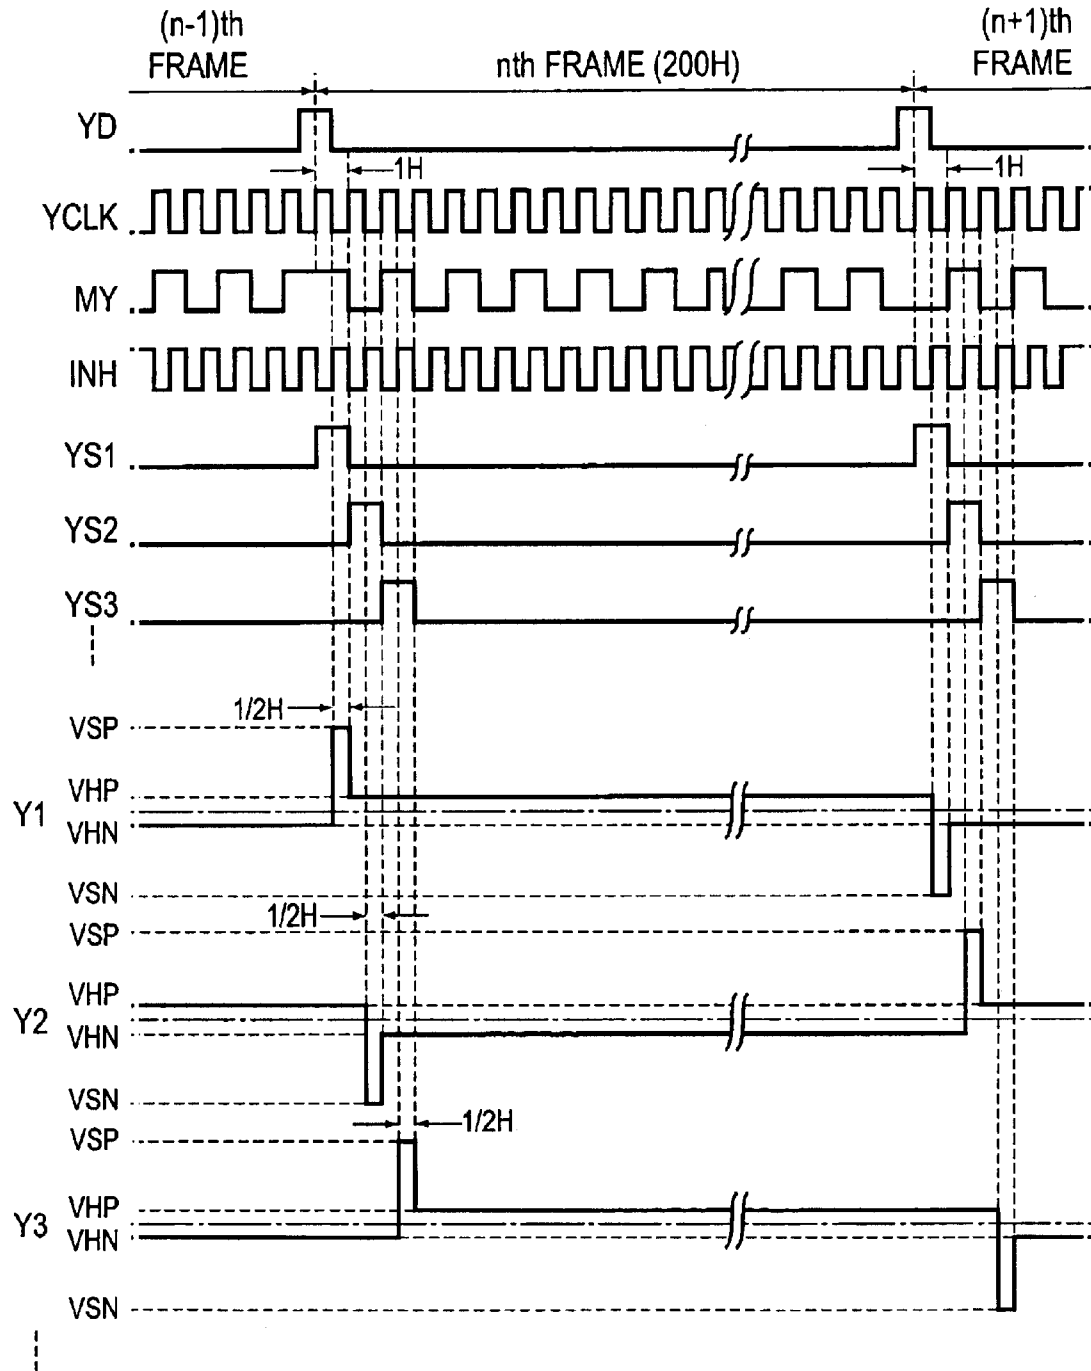 (n-1)th
FRAME
nth FRAME (200H)
(n+1)th
FRAME
YD
1H
1H
YCLK
MY
INH
YS1
YS2
YS3
1/2H
VSP
VHP
Y1
VHN
VSN
1/2H
VSP
VHP
Y2
VHN
VSN
1/2H
VSP
VHP
Y3
VHN
VSN